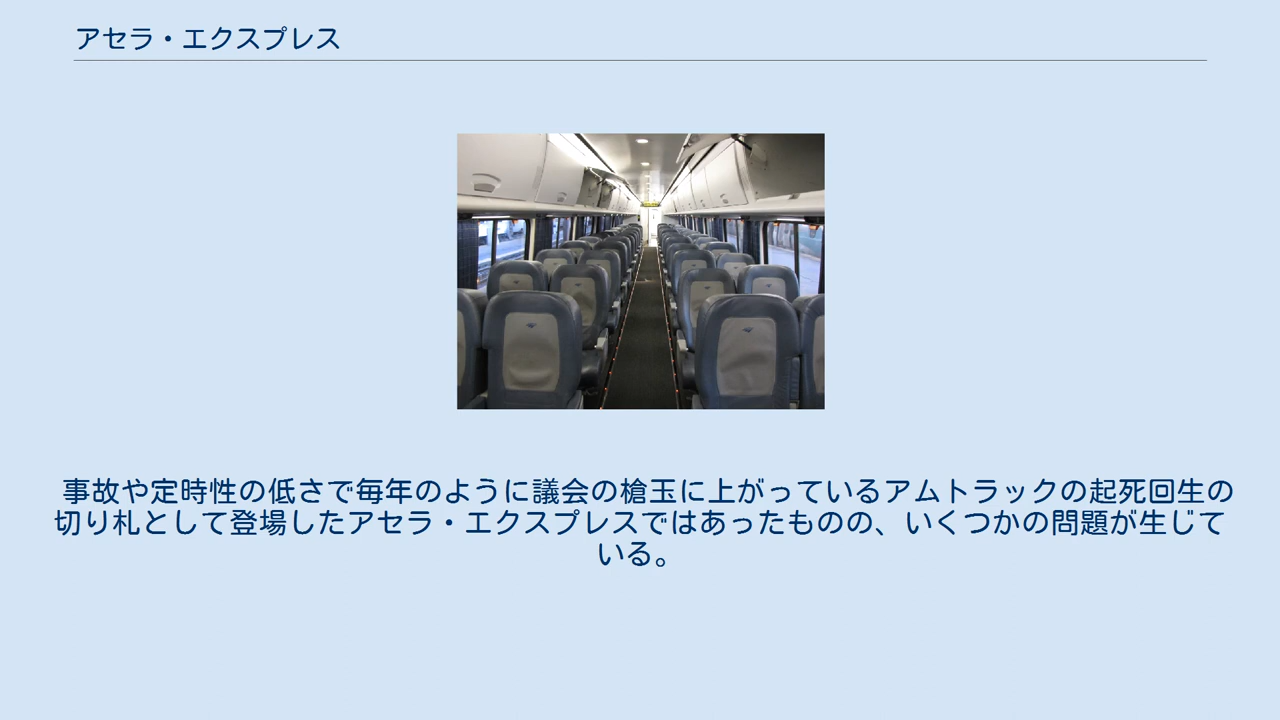 アセラ・エクスプレス
事故や定時性の低さで毎年のように議会の槍玉に上がっているアムトラックの起死回生の
切り札として登場したアセラ・エクスプレスではあったものの、いくつかの問題が生じて
いる。